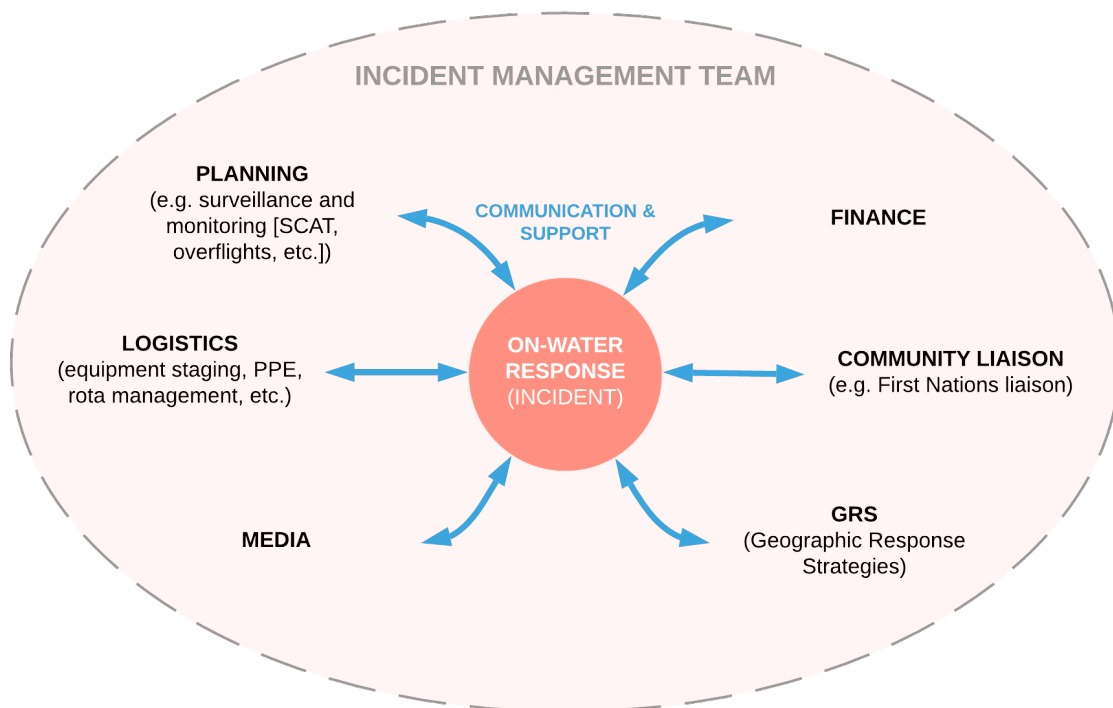 INCIDENT MANAGEMENT TEAM
PLANNING
(e.g. surveillance and
monitoring [SCAT,
overflights, etc.])
COMMUNICATION &
SUPPORT
FINANCE
LOGISTICS
(equipment staging, PPE,
rota management, etc.)
ON-WATER
RESPONSE
(INCIDENT)
COMMUNITY LIAISON
(e.g. First Nations liaison)
MEDIA
GRS
(Geographic Response
Strategies)